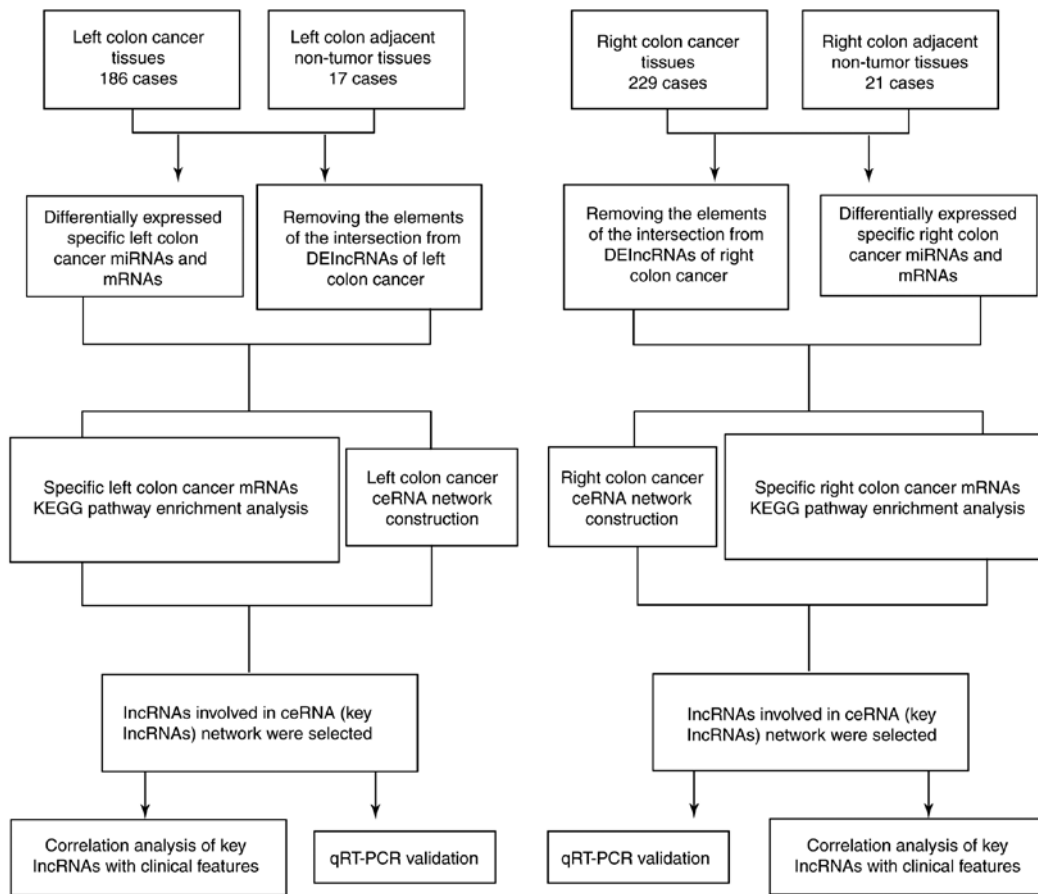 Left colon cancer
tissues
186 cases
Left colon adjacent
non-tumor tissues
17 cases
Right colon cancer
tissues
229 cases
Right colon adjacent
non-tumor tissues
21 cases
Differentially expressed
specific left colon
cancer miRNAs and
mRNAs
Removing the elements
of the intersection from
DElncRNAs of left
colon cancer
Removing the elements
of the intersection from
DElncRNAs of right
colon cancer
Differentially expressed
specific right colon
cancer miRNAs and
mRNAs
Specific left colon cancer mRNAs
KEGG pathway enrichment analysis
Left colon cancer
ceRNA network
construction
Right colon cancer
ceRNA network
construction
Specific right colon cancer mRNAs
KEGG pathway enrichment analysis
lncRNAs involved in ceRNA (key
lncRNAs) network were selected
lncRNAs involved in ceRNA (key
lncRNAs) network were selected
Correlation analysis of key
lncRNAs with clinical features
qRT-PCR validation
qRT-PCR validation
Correlation analysis of key
lncRNAs with clinical features